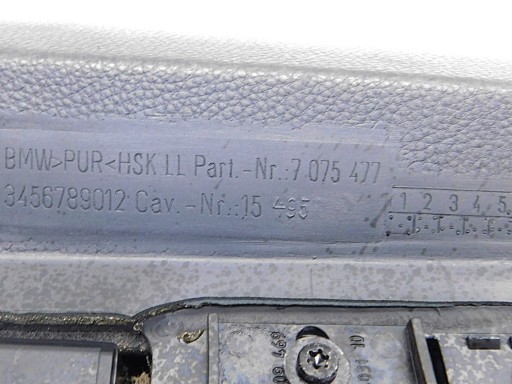 BMW>PUR<HSK LL Part.-Nr.:7 075 477
3456789012 Cav.-Nr.:15 495
1 2 3 4 5